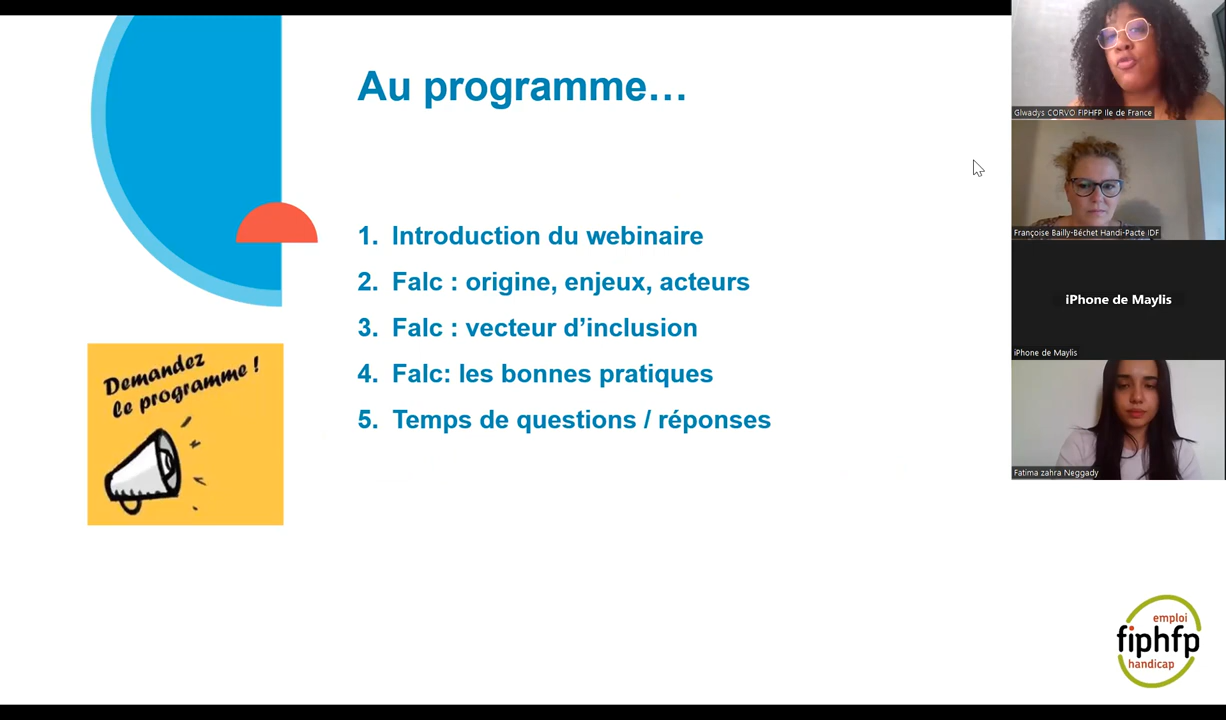 Au programme…
1. Introduction du webinaire
2. Falc : origine, enjeux, acteurs
3. Falc : vecteur d’inclusion
4. Falc: les bonnes pratiques
5. Temps de questions / réponses
Demandez
le programme !
Glwadys CORVO FIPHFP Ile de France
Françoise Bailly-Béchet Handi-Pacte IDF
iPhone de Maylis
iPhone de Maylis
Fatima zahra Neggady
emploi
fiphfp
handicap